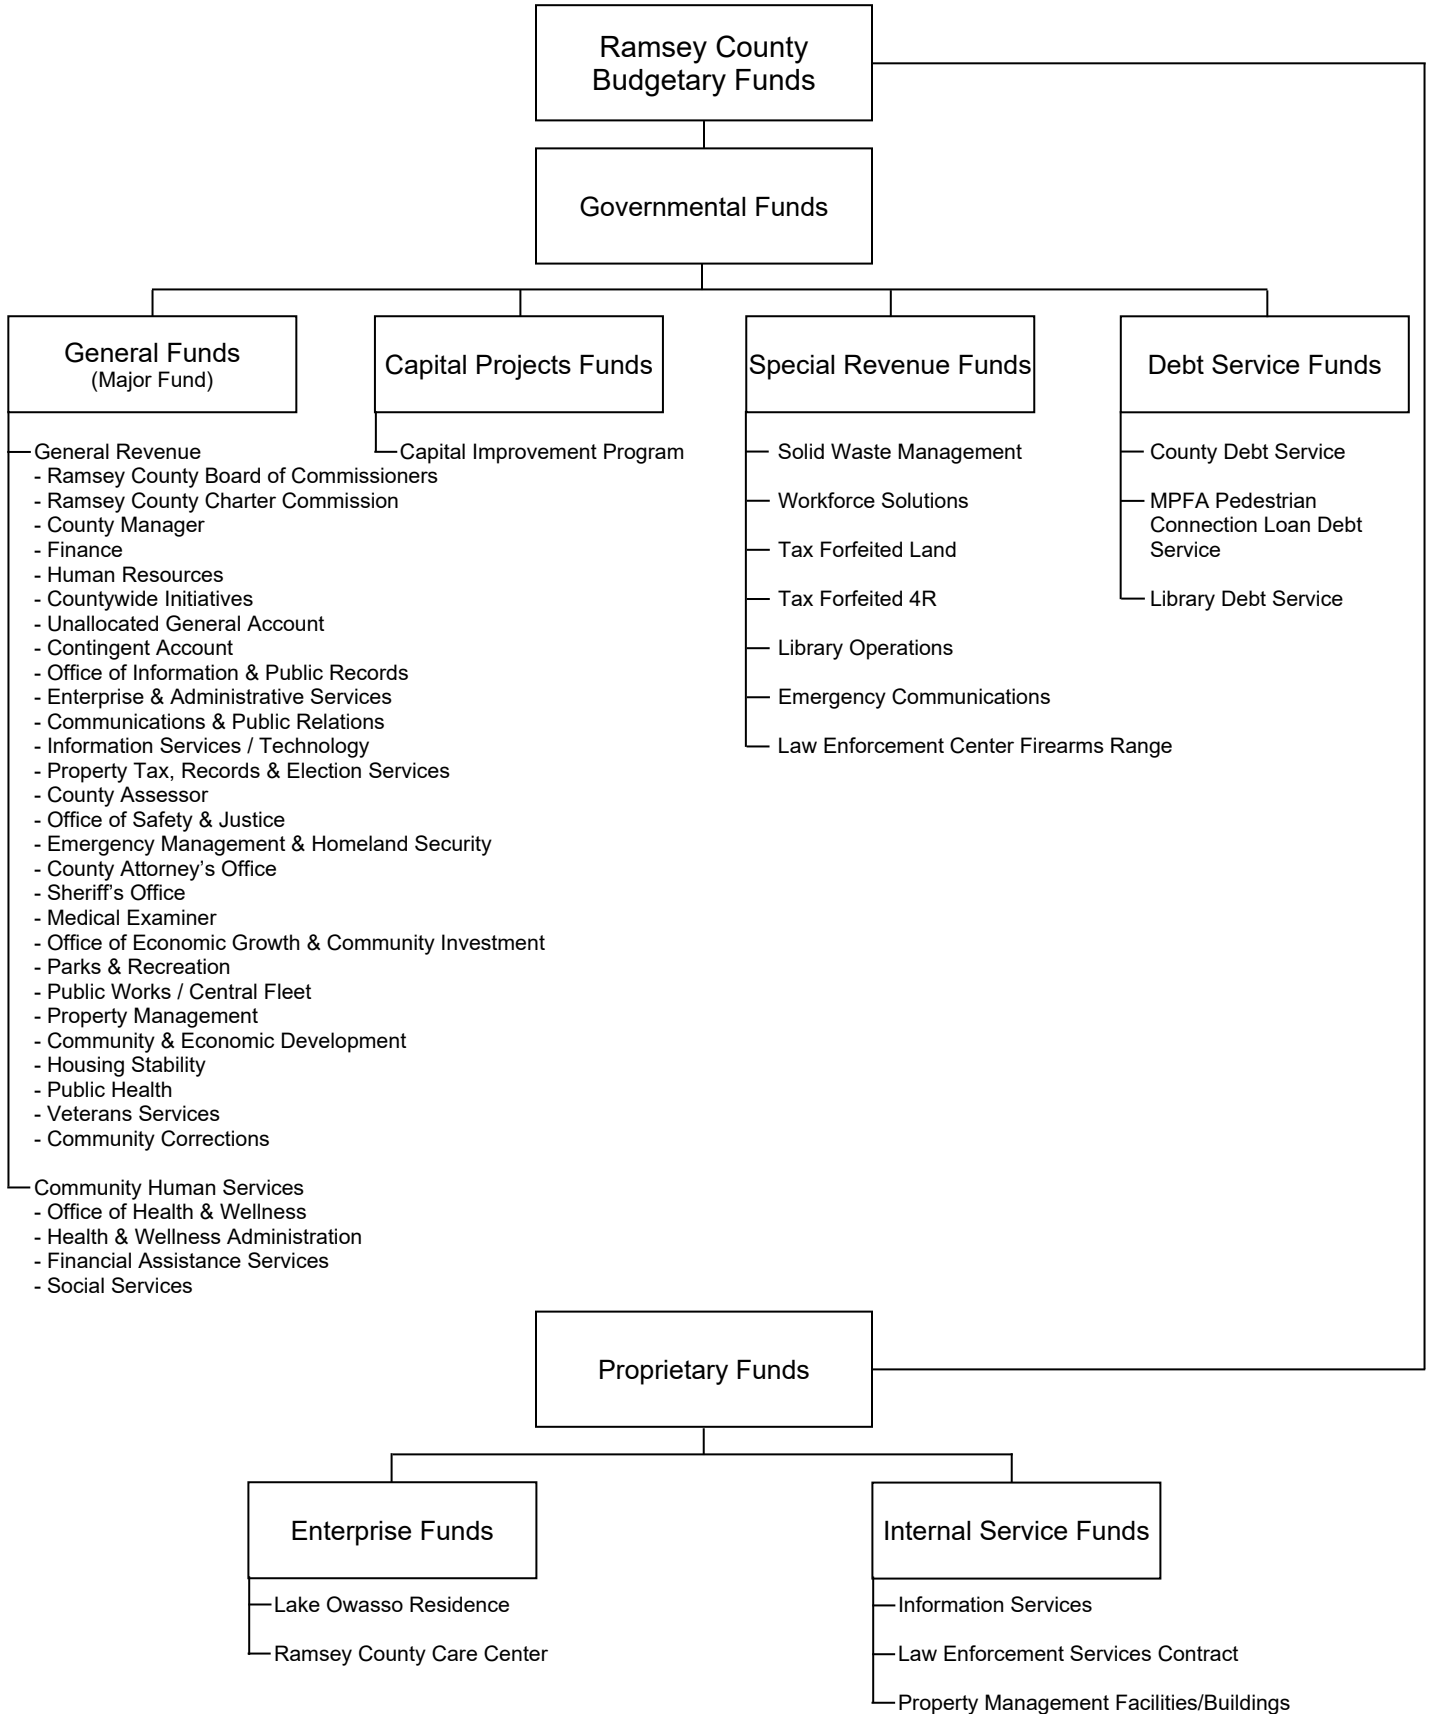 Ramsey County
Budgetary Funds
Governmental Funds
General Funds
(Major Fund)
General Revenue
- Ramsey County Board of Commissioners
- Ramsey County Charter Commission
- County Manager
- Finance
- Human Resources
- Countywide Initiatives
- Unallocated General Account
- Contingent Account
- Office of Information & Public Records
- Enterprise & Administrative Services
- Communications & Public Relations
- Information Services / Technology
- Property Tax, Records & Election Services
- County Assessor
- Office of Safety & Justice
- Emergency Management & Homeland Security
- County Attorney’s Office
- Sheriff’s Office
- Medical Examiner
- Office of Economic Growth & Community Investment
- Parks & Recreation
- Public Works / Central Fleet
- Property Management
- Community & Economic Development
- Housing Stability
- Public Health
- Veterans Services
- Community Corrections
Community Human Services
- Office of Health & Wellness
- Health & Wellness Administration
- Financial Assistance Services
- Social Services
Capital Projects Funds
Capital Improvement Program
Special Revenue Funds
Solid Waste Management
Workforce Solutions
Tax Forfeited Land
Tax Forfeited 4R
Library Operations
Emergency Communications
Law Enforcement Center Firearms Range
Debt Service Funds
County Debt Service
MPFA Pedestrian
Connection Loan Debt
Service
Library Debt Service
Proprietary Funds
Enterprise Funds
Lake Owasso Residence
Ramsey County Care Center
Internal Service Funds
Information Services
Law Enforcement Services Contract
Property Management Facilities/Buildings